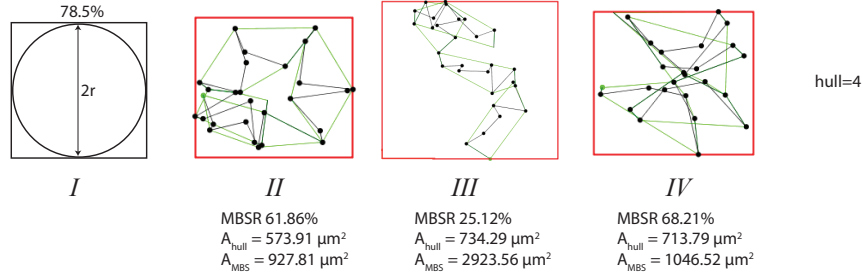 78.5%
2r
hull=4
I
II
III
IV
MBSR 61.86%
A_hull = 573.91 µm²
A_MBS = 927.81 µm²
MBSR 25.12%
A_hull = 734.29 µm²
A_MBS = 2923.56 µm²
MBSR 68.21%
A_hull = 713.79 µm²
A_MBS = 1046.52 µm²